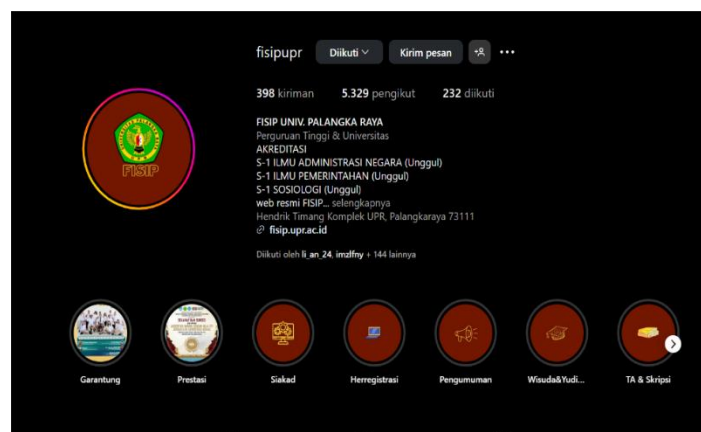 fisipupr Diikuti Kirim pesan
398 kiriman 5.329 pengikut 232 diikuti
FISIP UNIV. PALANGKA RAYA
Perguruan Tinggi & Universitas
AKREDITASI
S-1 ILMU ADMINISTRASI NEGARA (Unggul)
S-1 ILMU PEMERINTAHAN (Unggul)
S-1 SOSIOLOGI (Unggul)
web resmi FISIP... selengkapnya
Hendrik Timang Komplek UPR, Palangkaraya 73111
fisip.upr.ac.id
Diikuti oleh li_an_24, imzlfny + 144 lainnya
FISIP
Garantung Prestasi Siakad Herregistrasi Pengumuman Wisuda&Yudi... TA & Skripsi